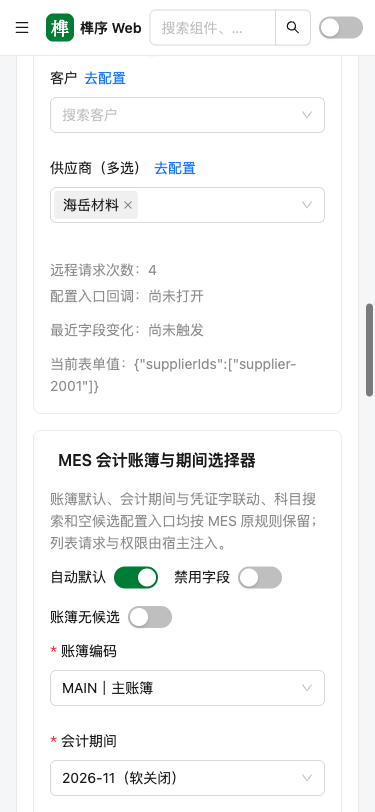 榫 榫序 Web
搜索组件、...
客户 去配置
搜索客户
供应商（多选） 去配置
海岳材料 ×
远程请求次数：4
配置入口回调：尚未打开
最近字段变化：尚未触发
当前表单值：{"supplierIds":["supplier-
2001"]}
MES 会计账簿与期间选择器
账簿默认、会计期间与凭证字联动、科目搜
索和空候选配置入口均按 MES 原规则保留；
列表请求与权限由宿主注入。
自动默认 禁用字段
账簿无候选
* 账簿编码
MAIN｜主账簿
* 会计期间
2026-11（软关闭）